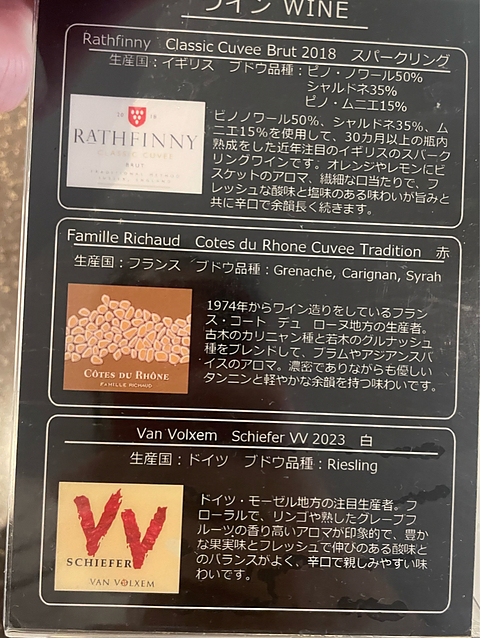 ワイン WINE
Rathfinny Classic Cuvee Brut 2018 スパークリング
生産国：イギリス ブドウ品種：ピノ・ノワール50%
シャルドネ35%
ピノ・ムニエ15%
RATHFINNY
CLASSIC CUVÉE
BRUT
TRADITIONAL METHOD
SUSSEX, ENGLAND
ピノノワール50%、シャルドネ35%、ム
ニエ15%を使用して、30カ月以上の瓶内
熟成をした近年注目のイギリスのスパーク
リングワインです。オレンジやレモンにビ
スケットのアロマ、繊細な口当たりで、フ
レッシュな酸味と塩味のある味わいが旨みと
共に辛口で余韻長く続きます。
Famille Richaud Cotes du Rhone Cuvee Tradition 赤
生産国：フランス ブドウ品種：Grenache, Carignan, Syrah
CÔTES DU RHÔNE
FAMILLE RICHAUD
1974年からワイン造りをしているフラン
ス・コート デュ ローヌ地方の生産者。
古木のカリニャン種と若木のグルナッシュ
種をブレンドして、プラムやアジアンスパ
イスのアロマ。濃密でありながらも優しい
タンニンと軽やかな余韻を持つ味わいです。
Van Volxem Schiefer VV 2023 白
生産国：ドイツ ブドウ品種：Riesling
VV
SCHIEFER
VAN VOLXEM
ドイツ・モーゼル地方の注目生産者。フ
ローラルで、リンゴや熟したグレープフ
ルーツの香り高いアロマが印象的で、豊か
な果実味とフレッシュで伸びのある酸味と
のバランスがよく、辛口で親しみやすい味
わいです。